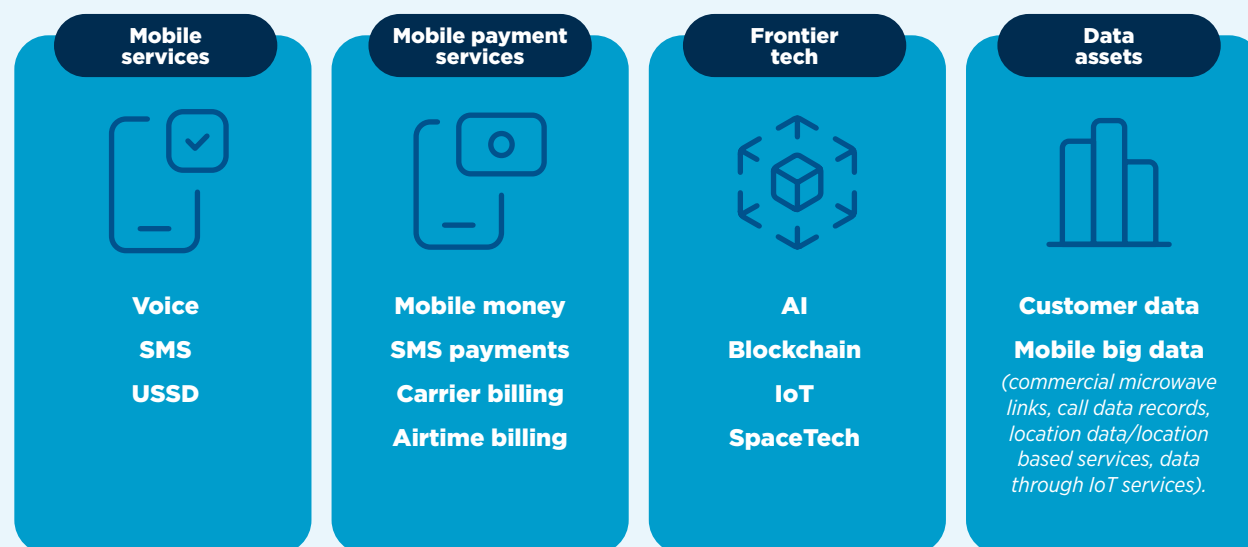 Mobile
services
Voice
SMS
USSD
Mobile payment
services
Mobile money
SMS payments
Carrier billing
Airtime billing
Frontier
tech
AI
Blockchain
IoT
SpaceTech
Data
assets
Customer data
Mobile big data
(commercial microwave
links, call data records,
location data/location
based services, data
through IoT services).